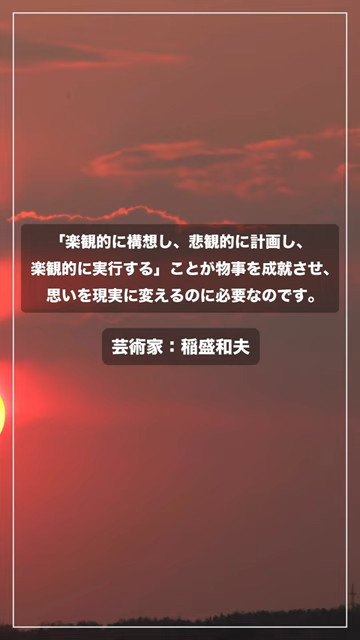 「楽観的に構想し、悲観的に計画し、
楽観的に実行する」ことが物事を成就させ、
思いを現実に変えるのに必要なのです。
芸術家：稲盛和夫